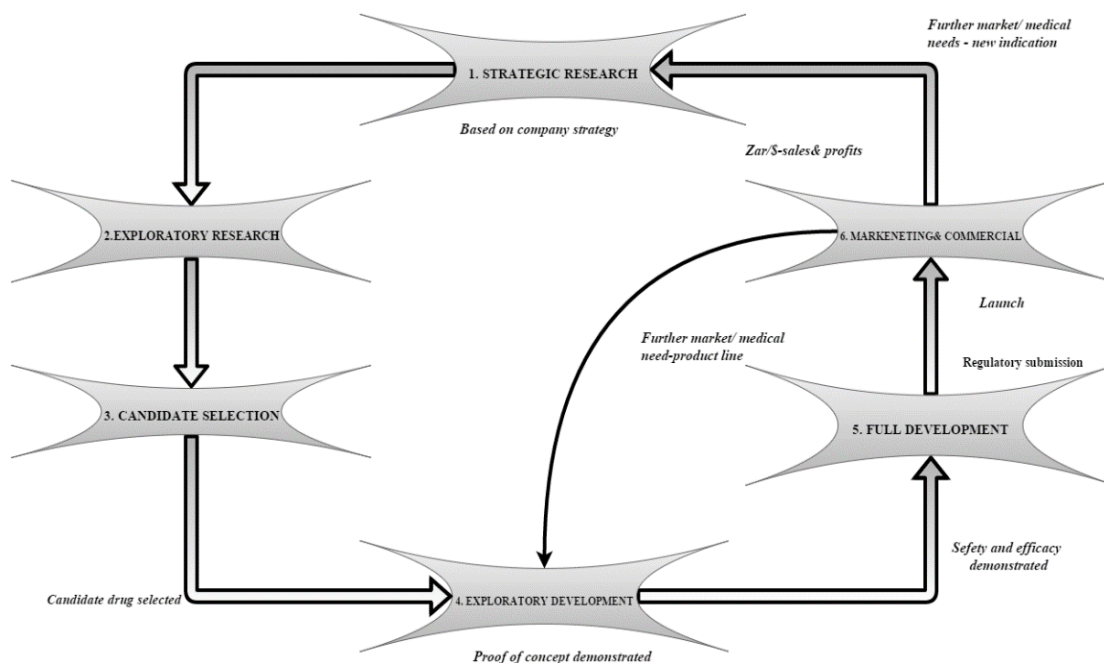 Further market/ medical
needs - new indication
1. STRATEGIC RESEARCH
Based on company strategy
Zar/$-sales& profits
2.EXPLORATORY RESEARCH
6. MARKENETING& COMMERCIAL
Launch
Further market/ medical
need-product line
Regulatory submission
3. CANDIDATE SELECTION
5. FULL DEVELOPMENT
Sefety and efficacy
demonstrated
Candidate drug selected
4. EXPLORATORY DEVELOPMENT
Proof of concept demonstrated